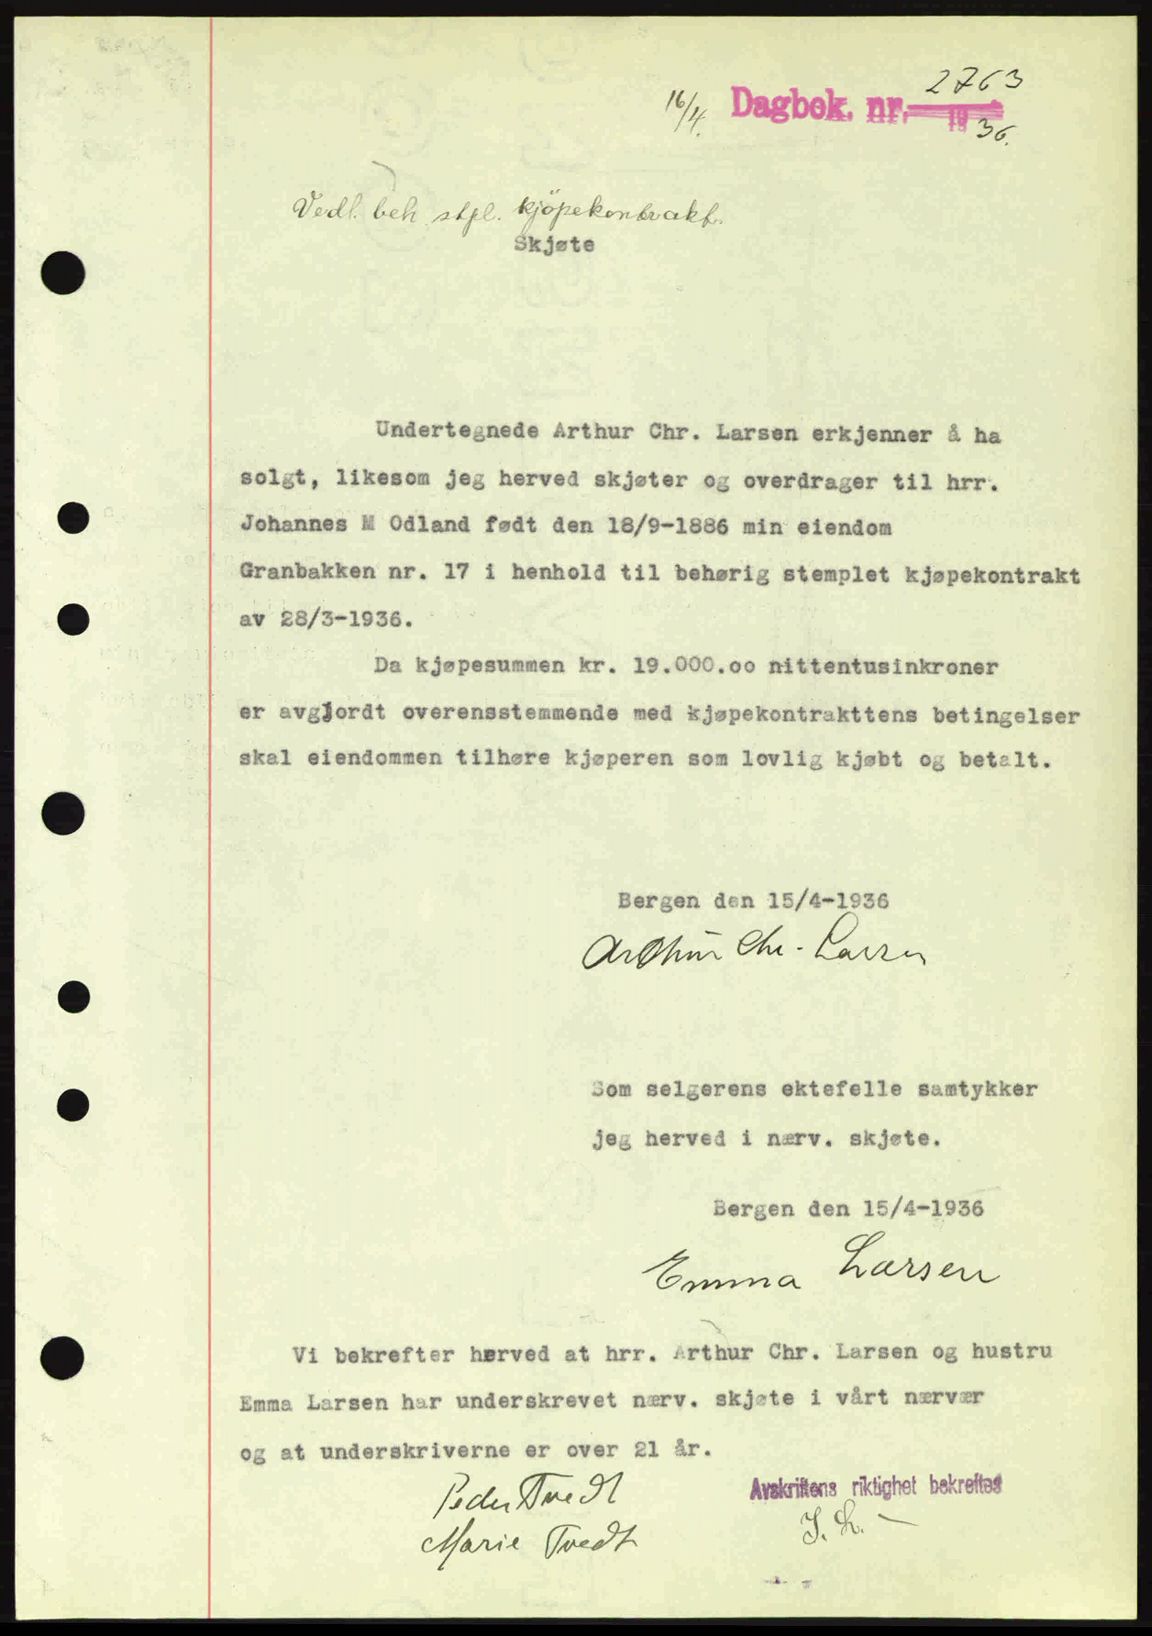 2763
16/4. Dagbok. nr.
1936.
Vedl. beh. stpl. kjöpekontrakt.
Skjøte
Undertegnede Arthur Chr. Larsen erkjenner å ha
solgt, likesom jeg herved skjøter og overdrager til hrr.
Johannes M Odland født den 18/9-1886 min eiendom
Granbakken nr. 17 i henhold til behørig stemplet kjøpekontrakt
av 28/3-1936.
Da kjøpesummen kr. 19.000.oo nittentusinkroner
er avgjordt overensstemmende med kjøpekontrakttens betingelser
skal eiendommen tilhøre kjøperen som lovlig kjøbt og betalt.
Bergen den 15/4-1936
Arthur Chr. Larsen
Som selgerens ektefelle samtykker
jeg herved i nærv. skjøte.
Bergen den 15/4-1936
Emma Larsen
Vi bekrefter herved at hrr. Arthur Chr. Larsen og hustru
Emma Larsen har underskrevet nærv. skjøte i vårt nærvær
og at underskriverne er over 21 år.
Peder Tvedt
Marie Tvedt
Avskriftens riktighet bekreftes